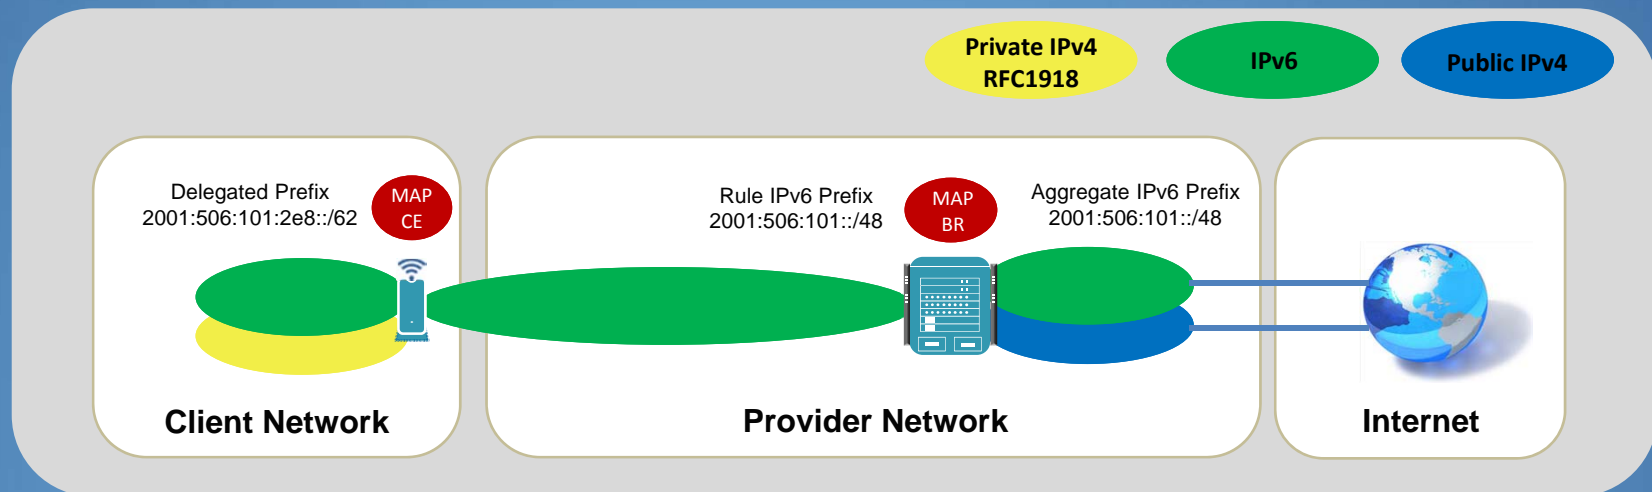 Private IPv4
RFC1918
IPv6
Public IPv4
Delegated Prefix
2001:506:101:2e8::/62
MAP
CE
Rule IPv6 Prefix
2001:506:101::/48
MAP
BR
Aggregate IPv6 Prefix
2001:506:101::/48
Client Network
Provider Network
Internet